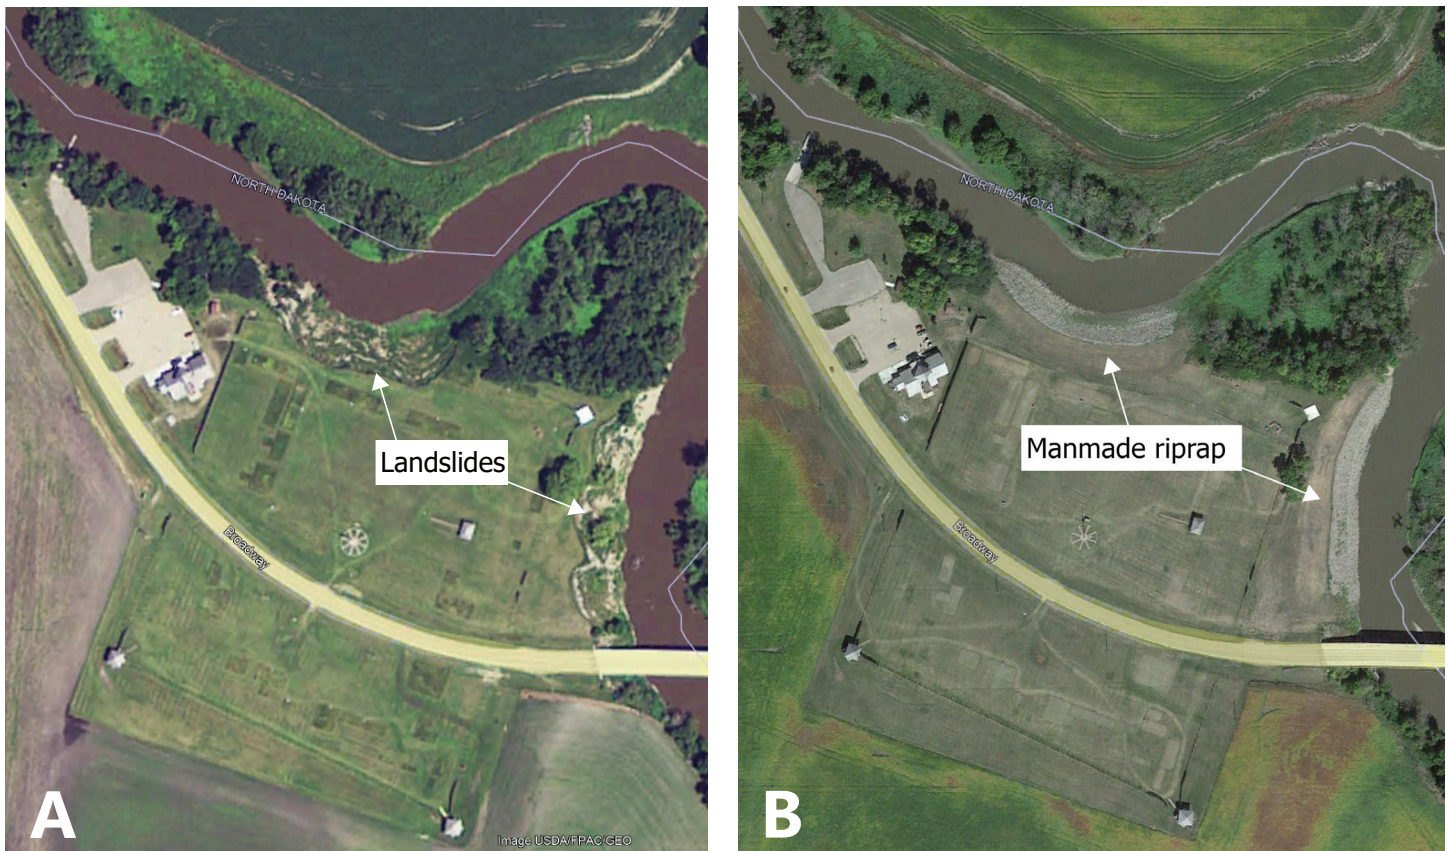 NORTH DAKOTA
Landslides
Broadway
Image USDA/FPAC/GEO
A
NORTH DAKOTA
Manmade riprap
Broadway
B